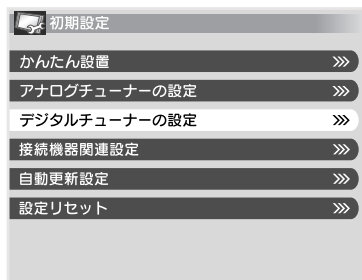 初期設定
かんたん設置
アナログチューナーの設定
デジタルチューナーの設定
接続機器関連設定
自動更新設定
設定リセット